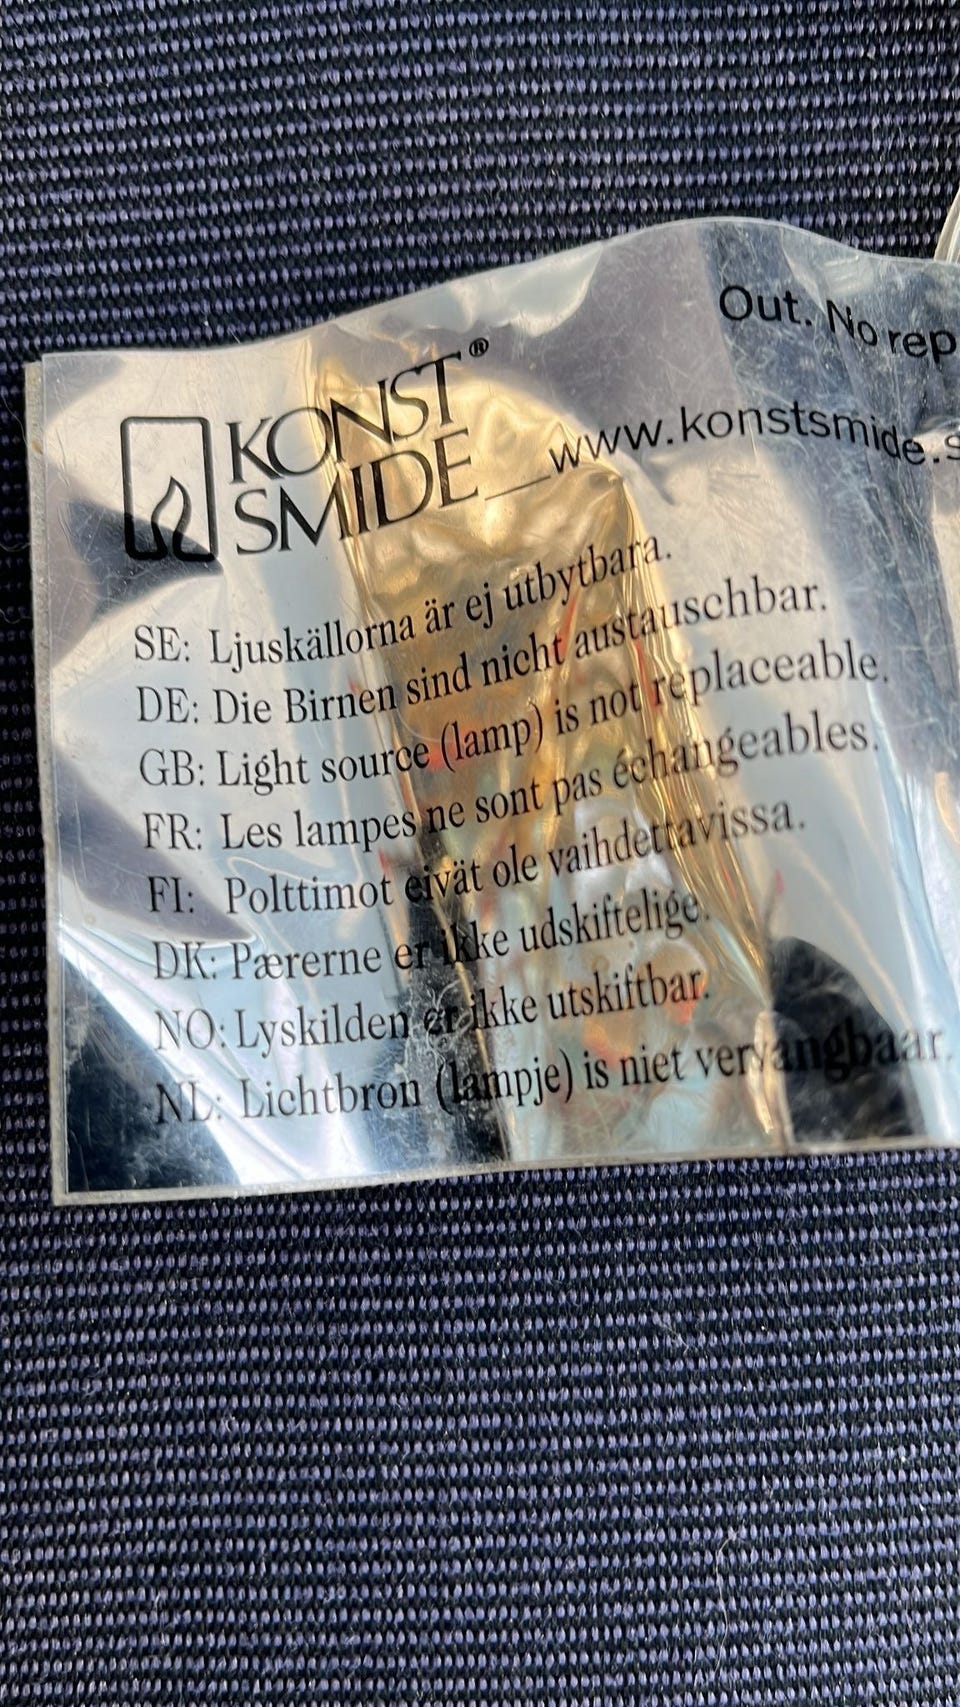 Out. No rep
KONST®
SMIDE_www.konstsmide.s
SE: Ljuskällorna är ej utbytbara.
DE: Die Birnen sind nicht austauschbar.
GB: Light source (lamp) is not replaceable.
FR: Les lampes ne sont pas échangeables.
FI: Polttimot eivät ole vaihdettavissa.
DK: Pærerne er ikke udskiftelige.
NO: Lyskilden er ikke utskiftbar.
NL: Lichtbron (lampje) is niet vervangbaar.